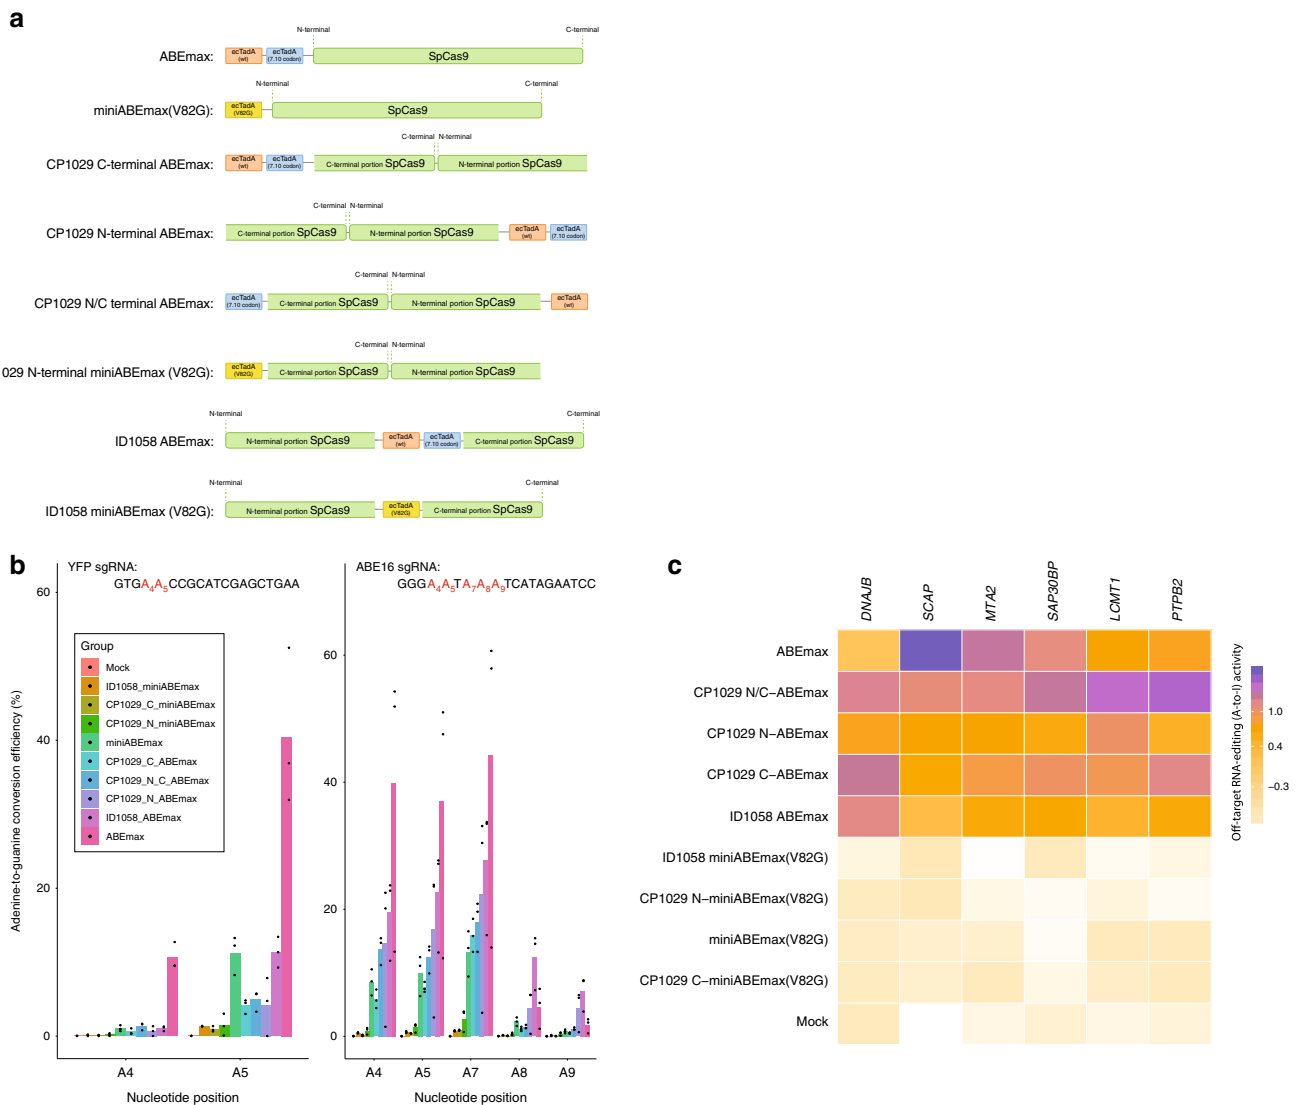 a
N-terminal C-terminal
ABEmax: ecTadA (wt) ecTadA (7.10 codon) SpCas9
N-terminal C-terminal
miniABEmax(V82G): ecTadA (V82G) SpCas9
C-terminal N-terminal
CP1029 C-terminal ABEmax: ecTadA (wt) ecTadA (7.10 codon) C-terminal portion SpCas9 N-terminal portion SpCas9
C-terminal N-terminal
CP1029 N-terminal ABEmax: C-terminal portion SpCas9 N-terminal portion SpCas9 ecTadA (wt) ecTadA (7.10 codon)
C-terminal N-terminal
CP1029 N/C terminal ABEmax: ecTadA (7.10 codon) C-terminal portion SpCas9 N-terminal portion SpCas9 ecTadA (wt)
C-terminal N-terminal
029 N-terminal miniABEmax (V82G): ecTadA (V82G) C-terminal portion SpCas9 N-terminal portion SpCas9
N-terminal C-terminal
ID1058 ABEmax: N-terminal portion SpCas9 ecTadA (wt) ecTadA (7.10 codon) C-terminal portion SpCas9
N-terminal C-terminal
ID1058 miniABEmax (V82G): N-terminal portion SpCas9 ecTadA (V82G) C-terminal portion SpCas9
b
YFP sgRNA:
GTGA4A5CCGCATCGAGCTGAA
60
40
20
0
Adenine-to-guanine conversion efficiency (%)
Group
Mock
ID1058_miniABEmax
CP1029_C_miniABEmax
CP1029_N_miniABEmax
miniABEmax
CP1029_C_ABEmax
CP1029_N_C_ABEmax
CP1029_N_ABEmax
ID1058_ABEmax
ABEmax
A4 A5
Nucleotide position
ABE16 sgRNA:
GGGA4A5TA7A8A9TCATAGAATCC
60
40
20
0
A4 A5 A7 A8 A9
Nucleotide position
c
DNAJB SCAP MTA2 SAP30BP LCMT1 PTPB2
ABEmax
CP1029 N/C−ABEmax
CP1029 N−ABEmax
CP1029 C−ABEmax
ID1058 ABEmax
ID1058 miniABEmax(V82G)
CP1029 N−miniABEmax(V82G)
miniABEmax(V82G)
CP1029 C−miniABEmax(V82G)
Mock
1.0
0.4
−0.3
Off-target RNA-editing (A-to-I) activity